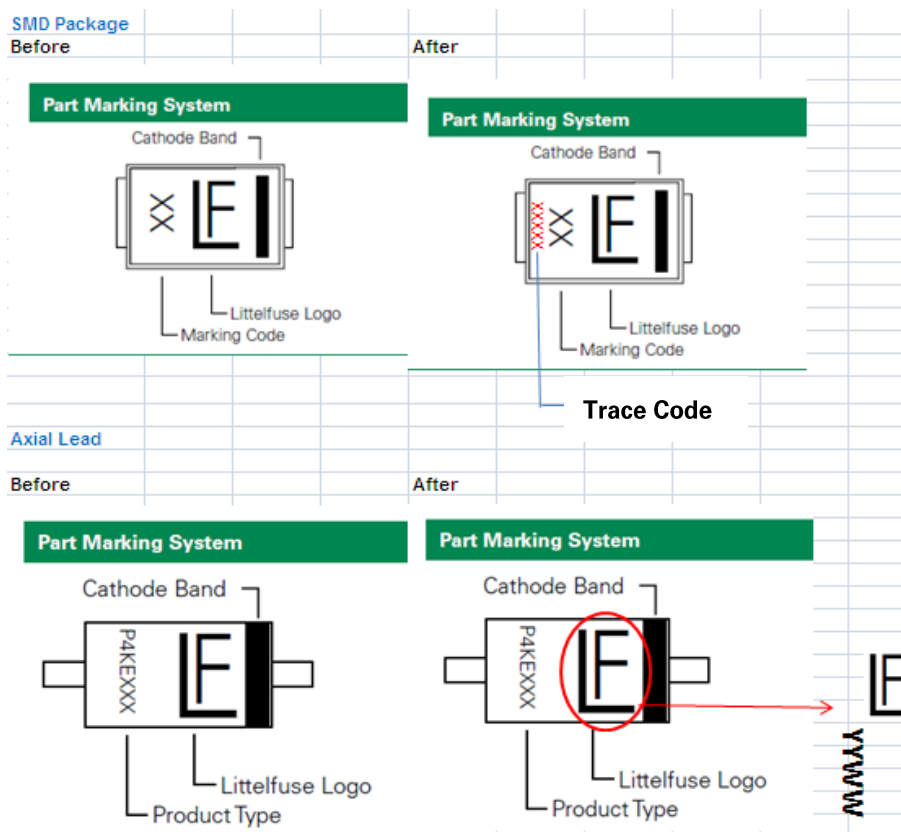 SMD Package
Before
After
Part Marking System
Cathode Band
XX
LF
Littelfuse Logo
Marking Code
Part Marking System
Cathode Band
XXXXX
XX
LF
Littelfuse Logo
Marking Code
Trace Code
Axial Lead
Before
After
Part Marking System
Cathode Band
P4KEXXX
LF
Littelfuse Logo
Product Type
Part Marking System
Cathode Band
P4KEXXX
LF
Littelfuse Logo
Product Type
LF
YYWW